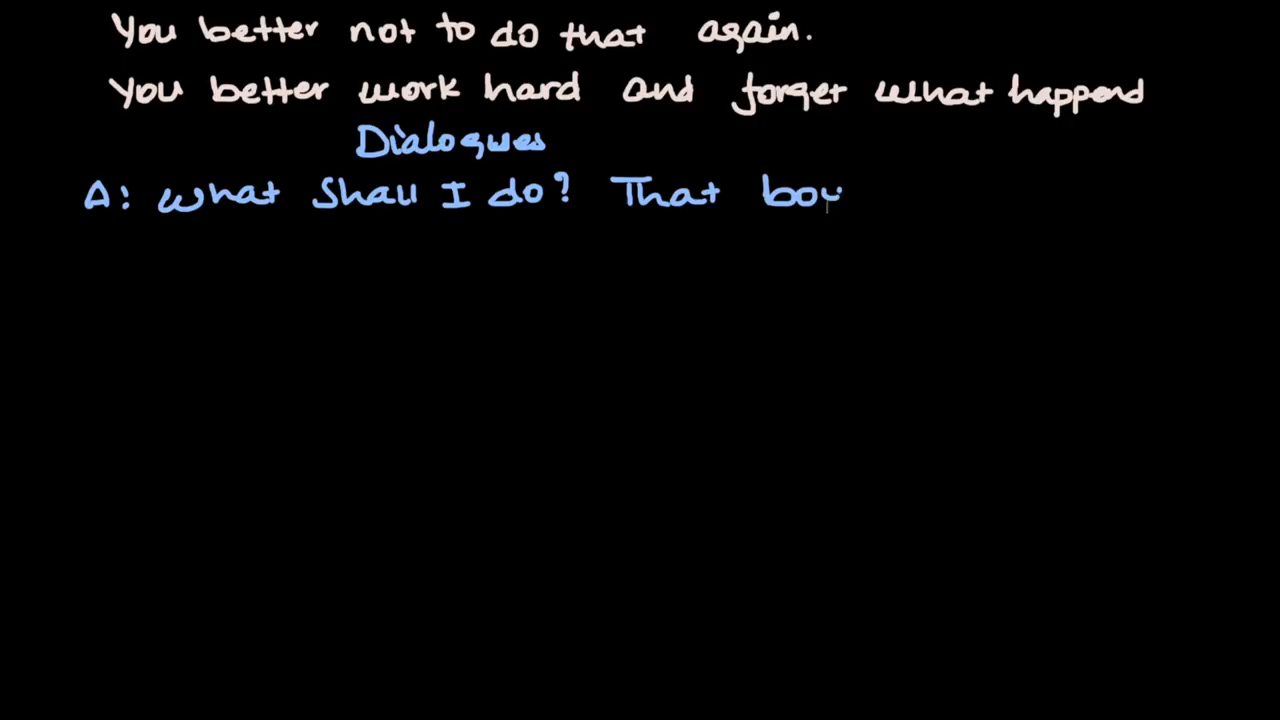 You better not to do that again.
You better work hard and forget what happend
Dialogues
A: What Shall I do? That boy